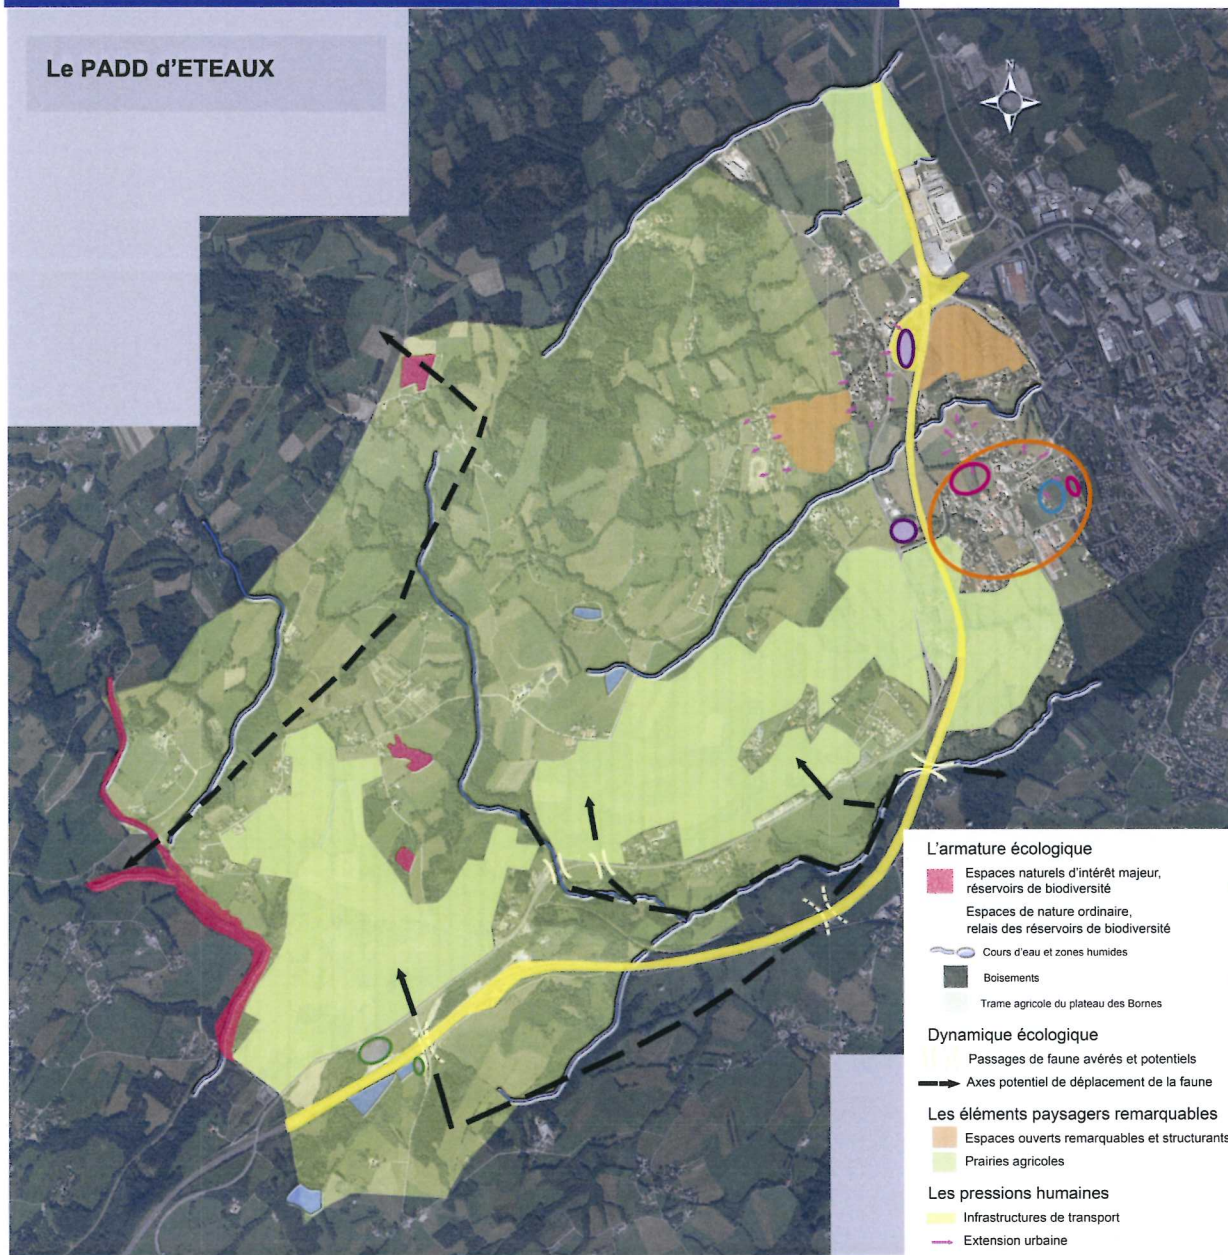 Le PADD d'ETEAUX
N
L'armature écologique
Espaces naturels d'intérêt majeur,
réservoirs de biodiversité
Espaces de nature ordinaire,
relais des réservoirs de biodiversité
Cours d'eau et zones humides
Boisements
Trame agricole du plateau des Bornes
Dynamique écologique
Passages de faune avérés et potentiels
Axes potentiel de déplacement de la faune
Les éléments paysagers remarquables
Espaces ouverts remarquables et structurants
Prairies agricoles
Les pressions humaines
Infrastructures de transport
Extension urbaine